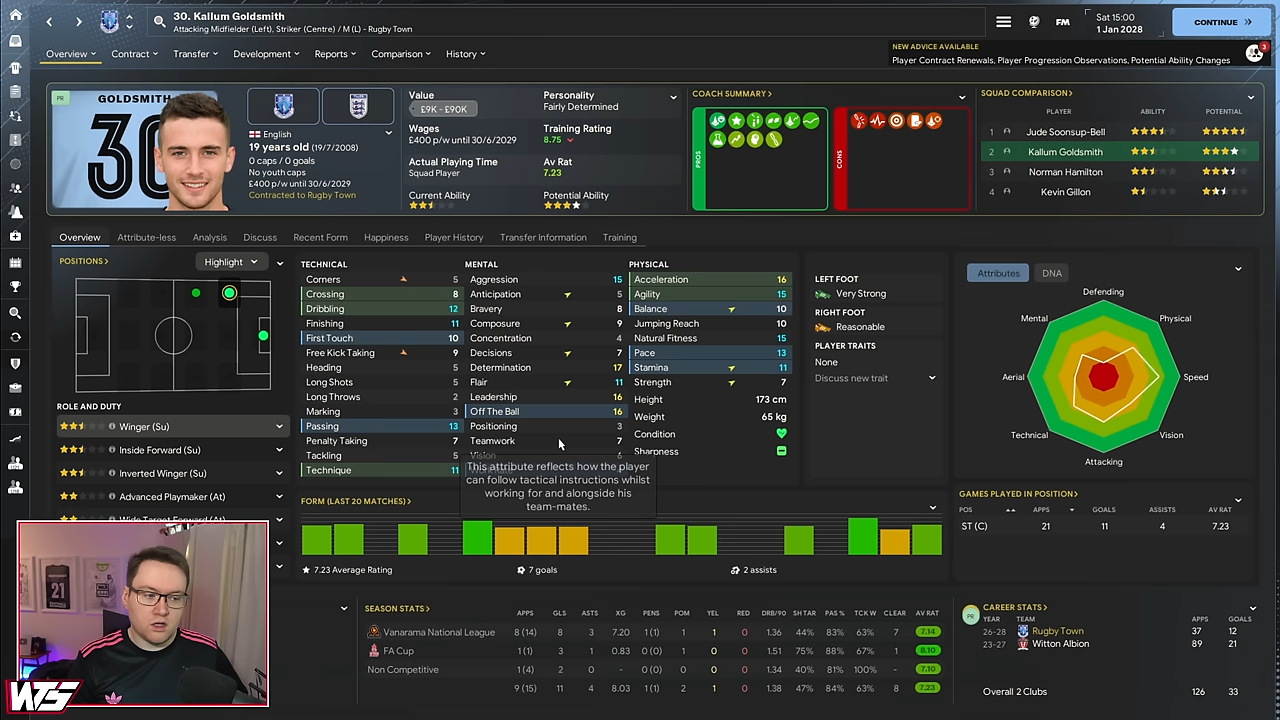 30. Kallum Goldsmith
Attacking Midfielder (Left), Striker (Centre) / M (L) - Rugby Town
FM
Sat 15:00
1 Jan 2028
CONTINUE
Overview
Contract
Transfer
Development
Reports
Comparison
History
NEW ADVICE AVAILABLE
Player Contract Renewals, Player Progression Observations, Potential Ability Changes
3
PR
GOLDSMITH
30
English
19 years old (19/7/2008)
0 caps / 0 goals
No youth caps
£400 p/w until 30/6/2029
Contracted to Rugby Town
Value
£9K - £90K
Wages
£400 p/w until 30/6/2029
Actual Playing Time
Squad Player
Current Ability
Personality
Fairly Determined
Training Rating
8.75
Av Rat
7.23
Potential Ability
COACH SUMMARY >
PROS
CONS
SQUAD COMPARISON >
PLAYER ABILITY POTENTIAL
1 Jude Soonsup-Bell
2 Kallum Goldsmith
3 Norman Hamilton
4 Kevin Gillon
Overview
Attribute-less
Analysis
Discuss
Recent Form
Happiness
Player History
Transfer Information
Training
POSITIONS >
Highlight
ROLE AND DUTY
Winger (Su)
Inside Forward (Su)
Inverted Winger (Su)
Advanced Playmaker (At)
Wide Target Forward (At)
TECHNICAL
Corners 5
Crossing 8
Dribbling 12
Finishing 11
First Touch 10
Free Kick Taking 9
Heading 5
Long Shots 5
Long Throws 2
Marking 3
Passing 13
Penalty Taking 7
Tackling 5
Technique 11
MENTAL
Aggression 15
Anticipation 5
Bravery 8
Composure 9
Concentration 4
Decisions 7
Determination 17
Flair 11
Leadership 16
Off The Ball 16
Positioning 3
Teamwork 7
Vision 6
This attribute reflects how the player
can follow tactical instructions whilst
working for and alongside his
team-mates.
PHYSICAL
Acceleration 16
Agility 15
Balance 10
Jumping Reach 10
Natural Fitness 15
Pace 13
Stamina 11
Strength 7
Height 173 cm
Weight 65 kg
Condition
Sharpness
LEFT FOOT
Very Strong
RIGHT FOOT
Reasonable
PLAYER TRAITS
None
Discuss new trait
Attributes
DNA
Defending
Physical
Speed
Vision
Attacking
Technical
Aerial
Mental
FORM (LAST 20 MATCHES) >
7.23 Average Rating
7 goals
2 assists
GAMES PLAYED IN POSITION >
POS APPS GOALS ASSISTS AV RAT
ST (C) 21 11 4 7.23
21
WTS
SEASON STATS > APPS GLS ASTS XG PENS POM YEL RED DRB/90 SH TAR PAS % TCK W CLEAR AV RAT
Vanarama National League 8 (14) 8 3 7.20 1 (1) 1 1 0 1.36 44% 83% 63% 7 7.14
FA Cup 1 (1) 3 1 0.83 0 (0) 1 0 0 1.51 75% 88% 67% 1 8.10
Non Competitive 1 (4) 2 0 - 0 (0) 0 0 0 1.34 40% 81% 100% - 7.10
9 (15) 11 4 8.03 1 (1) 2 1 0 1.38 47% 84% 63% 8 7.23
PR
CAREER STATS >
YEAR TEAM APPS GOALS
26-28 Rugby Town 37 12
23-27 Witton Albion 89 21
Overall 2 Clubs 126 33